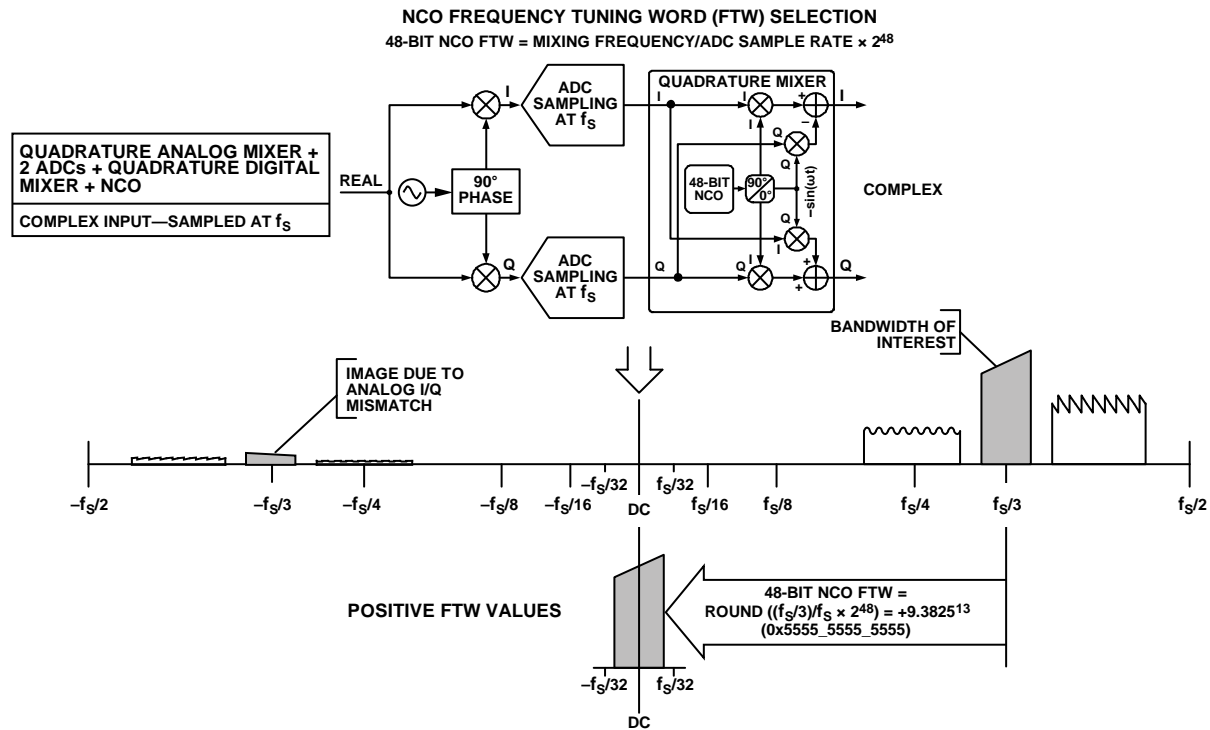 NCO FREQUENCY TUNING WORD (FTW) SELECTION
48-BIT NCO FTW = MIXING FREQUENCY/ADC SAMPLE RATE × 2⁴⁸
QUADRATURE ANALOG MIXER +
2 ADCs + QUADRATURE DIGITAL
MIXER + NCO
COMPLEX INPUT—SAMPLED AT fS
REAL
90°
PHASE
I
Q
ADC
SAMPLING
AT fS
ADC
SAMPLING
AT fS
QUADRATURE MIXER
I
I
I
+
I
–
Q
Q
48-BIT
NCO
90°
0°
–sin(ωt)
Q
I
+
Q
Q
I
+
Q
COMPLEX
BANDWIDTH OF
INTEREST
IMAGE DUE TO
ANALOG I/Q
MISMATCH
–fS/2
–fS/3
–fS/4
–fS/8
–fS/16
–fS/32
DC
fS/32
fS/16
fS/8
fS/4
fS/3
fS/2
POSITIVE FTW VALUES
48-BIT NCO FTW =
ROUND ((fS/3)/fS × 2⁴⁸) = +9.3825¹³
(0x5555_5555_5555)
–fS/32
fS/32
DC